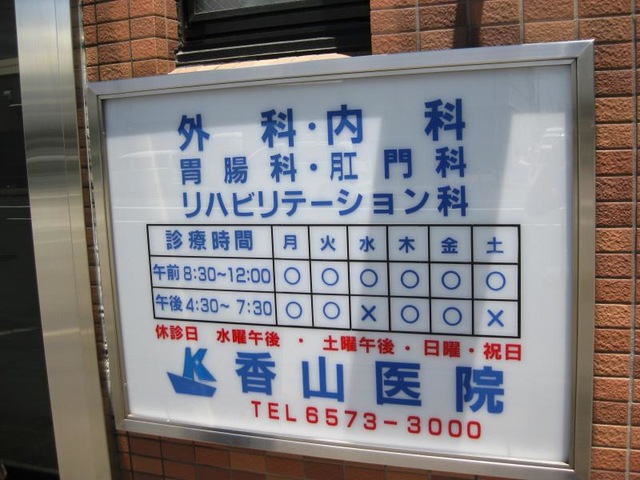 外科・内科
胃腸科・肛門科
リハビリテーション科
診療時間 月 火 水 木 金 土
午前 8:30～12:00 ○ ○ ○ ○ ○ ○
午後 4:30～7:30 ○ ○ × ○ ○ ×
休診日 水曜午後・土曜午後・日曜・祝日
K 香山医院
TEL 6573-3000